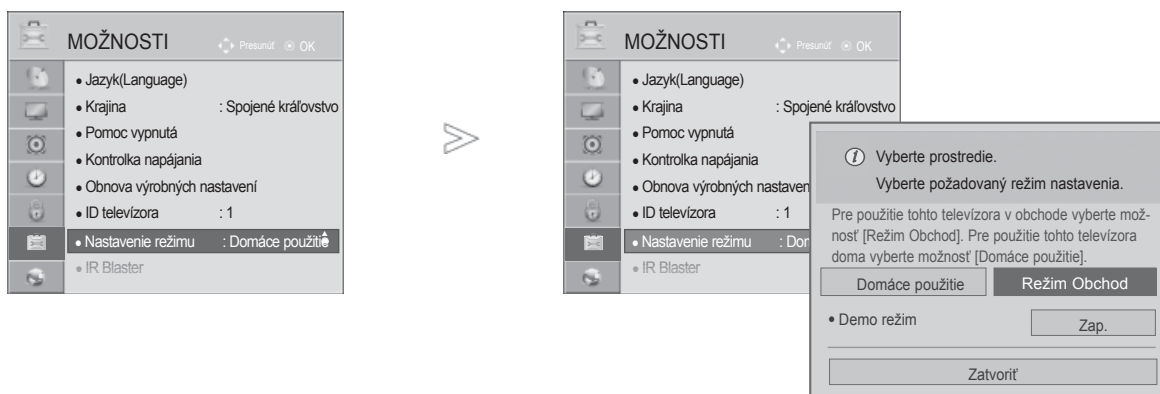 MOŽNOSTI Presunúť OK
• Jazyk(Language)
• Krajina : Spojené kráľovstvo
• Pomoc vypnutá
• Kontrolka napájania
• Obnova výrobných nastavení
• ID televízora : 1
• Nastavenie režimu : Domáce použitie
• IR Blaster
MOŽNOSTI Presunúť OK
• Jazyk(Language)
• Krajina : Spojené kráľovstvo
• Pomoc vypnutá
• Kontrolka napájania
• Obnova výrobných nastaven
• ID televízora : 1
• Nastavenie režimu : Dor
• IR Blaster
Vyberte prostredie.
Vyberte požadovaný režim nastavenia.
Pre použitie tohto televízora v obchode vyberte mož-
nosť [Režim Obchod]. Pre použitie tohto televízora
doma vyberte možnosť [Domáce použitie].
Domáce použitie Režim Obchod
• Demo režim Zap.
Zatvoriť